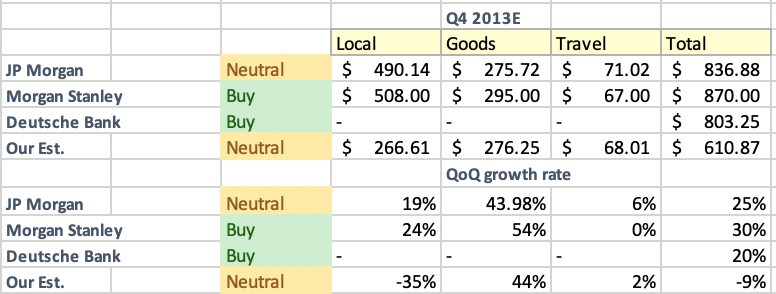 Q4 2013E
Local Goods Travel Total
JP Morgan Neutral $ 490.14 $ 275.72 $ 71.02 $ 836.88
Morgan Stanley Buy $ 508.00 $ 295.00 $ 67.00 $ 870.00
Deutsche Bank Buy - - - $ 803.25
Our Est. Neutral $ 266.61 $ 276.25 $ 68.01 $ 610.87
QoQ growth rate
JP Morgan Neutral 19% 43.98% 6% 25%
Morgan Stanley Buy 24% 54% 0% 30%
Deutsche Bank Buy - - - 20%
Our Est. Neutral -35% 44% 2% -9%